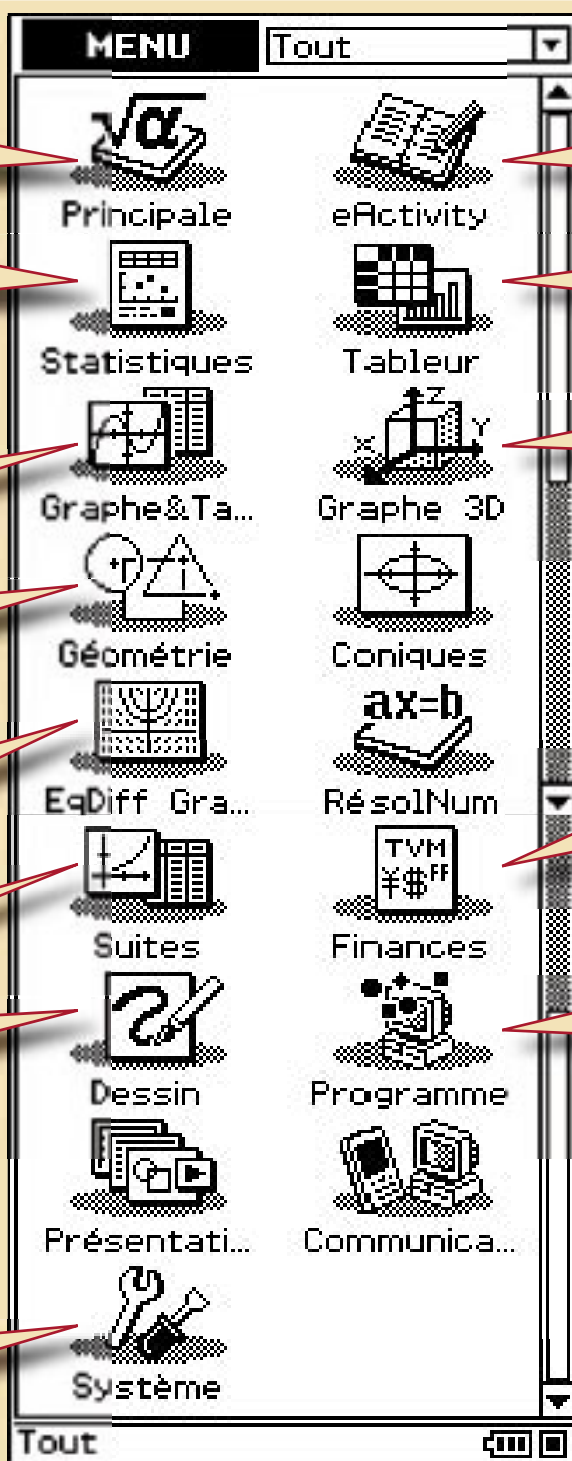 MENU Tout
α
Principale eActivity
Statistiques Tableur
X Z Y
Graphe&Ta... Graphe 3D
Géométrie Coniques
ax=b
EqDiff Gra... RésolNum
TVM
¥$FF
Suites Finances
Dessin Programme
Présentati... Communica...
Système
Tout